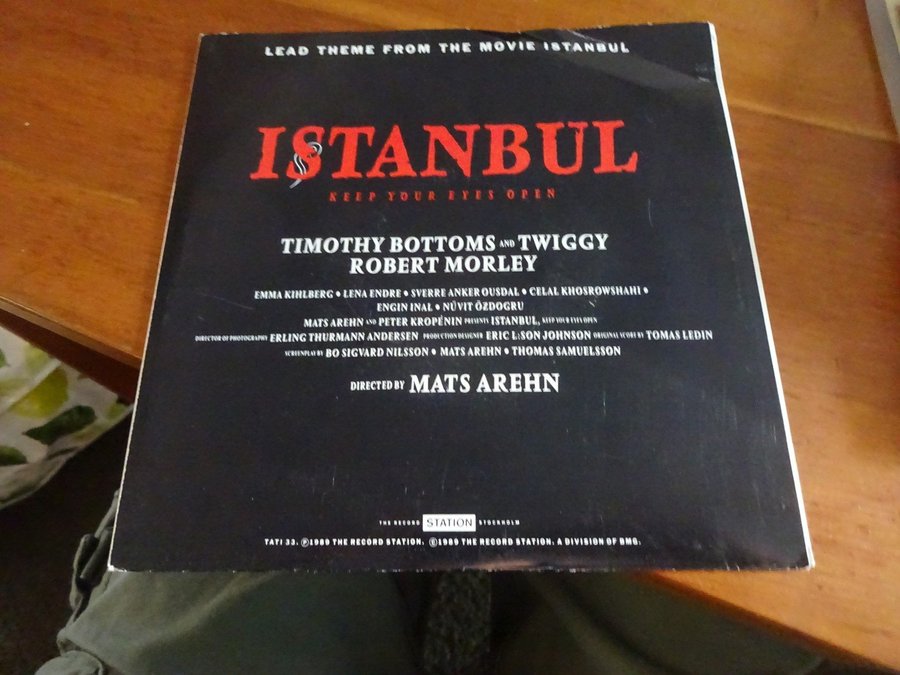 LEAD THEME FROM THE MOVIE ISTANBUL
ISTANBUL
KEEP YOUR EYES OPEN
TIMOTHY BOTTOMS AND TWIGGY
ROBERT MORLEY
EMMA KIHLBERG • LENA ENDRE • SVERRE ANKER OUSDAL • CELAL KHOSROWSHAHI •
ENGIN INAL • NÜVIT ÖZDOGRU
MATS AREHN AND PETER KROPÉNIN PRESENTS ISTANBUL, KEEP YOUR EYES OPEN
DIRECTOR OF PHOTOGRAPHY ERLING THURMANN ANDERSEN PRODUCTION DESIGNER ERIC L:SON JOHNSON ORIGINAL SCORE BY TOMAS LEDIN
SCREENPLAY BY BO SIGVARD NILSSON • MATS AREHN • THOMAS SAMUELSSON
DIRECTED BY MATS AREHN
THE RECORD STATION STOCKHOLM
TATI 33. Ⓟ1989 THE RECORD STATION. ©1989 THE RECORD STATION. A DIVISION OF BMG.